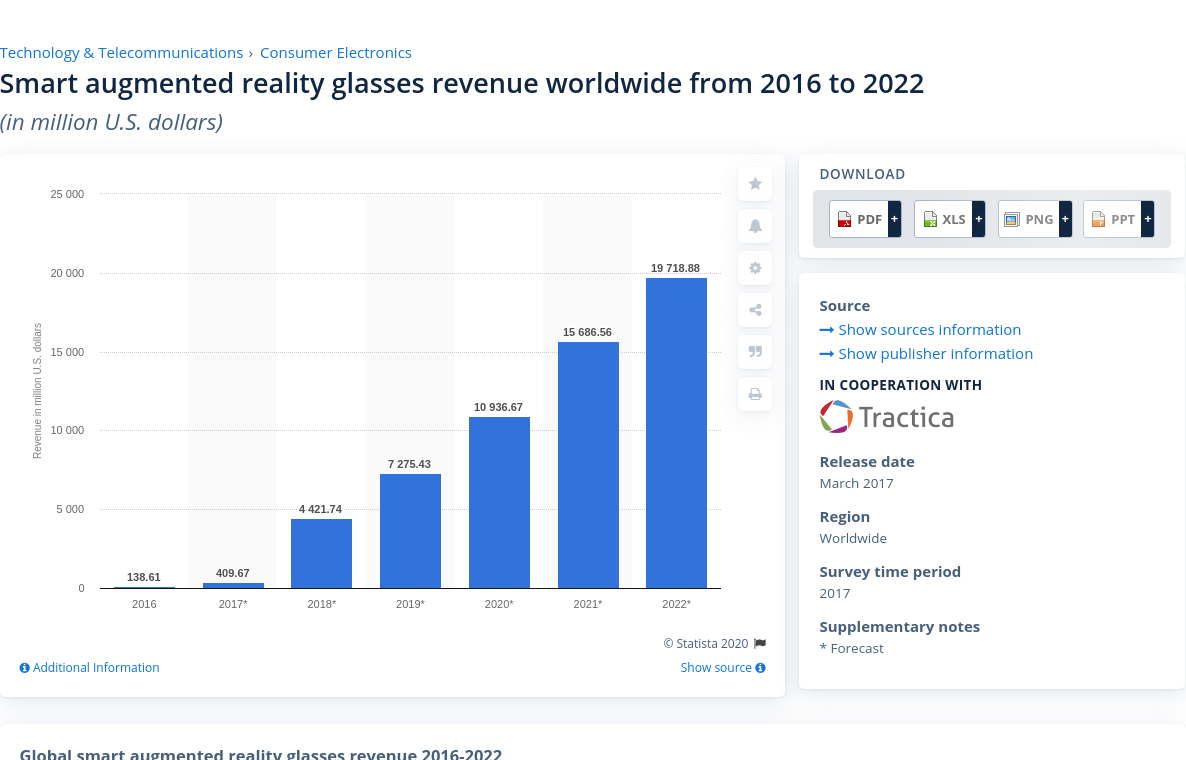 Technology & Telecommunications › Consumer Electronics
Smart augmented reality glasses revenue worldwide from 2016 to 2022
(in million U.S. dollars)
25 000
20 000
15 000
10 000
5 000
0
Revenue in million U.S. dollars
138.61
409.67
4 421.74
7 275.43
10 936.67
15 686.56
19 718.88
2016 2017* 2018* 2019* 2020* 2021* 2022*
© Statista 2020
Additional Information
Show source
DOWNLOAD
PDF + XLS + PNG + PPT +
Source
Show sources information
Show publisher information
IN COOPERATION WITH
Tractica
Release date
March 2017
Region
Worldwide
Survey time period
2017
Supplementary notes
* Forecast
Global smart augmented reality glasses revenue 2016-2022